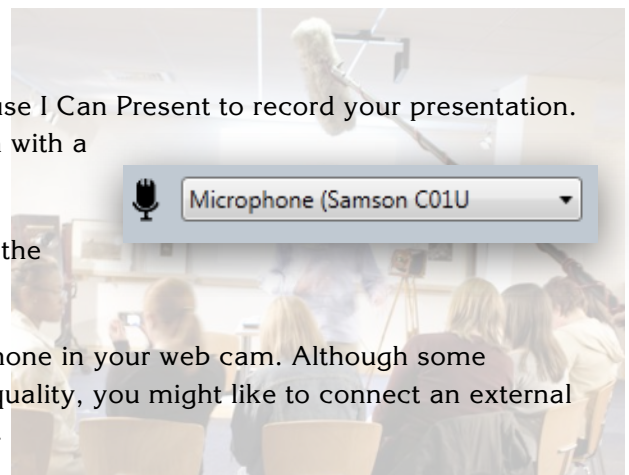 use I Can Present to record your presentation.
with a
Microphone (Samson C01U
the
hone in your web cam. Although some
quality, you might like to connect an external